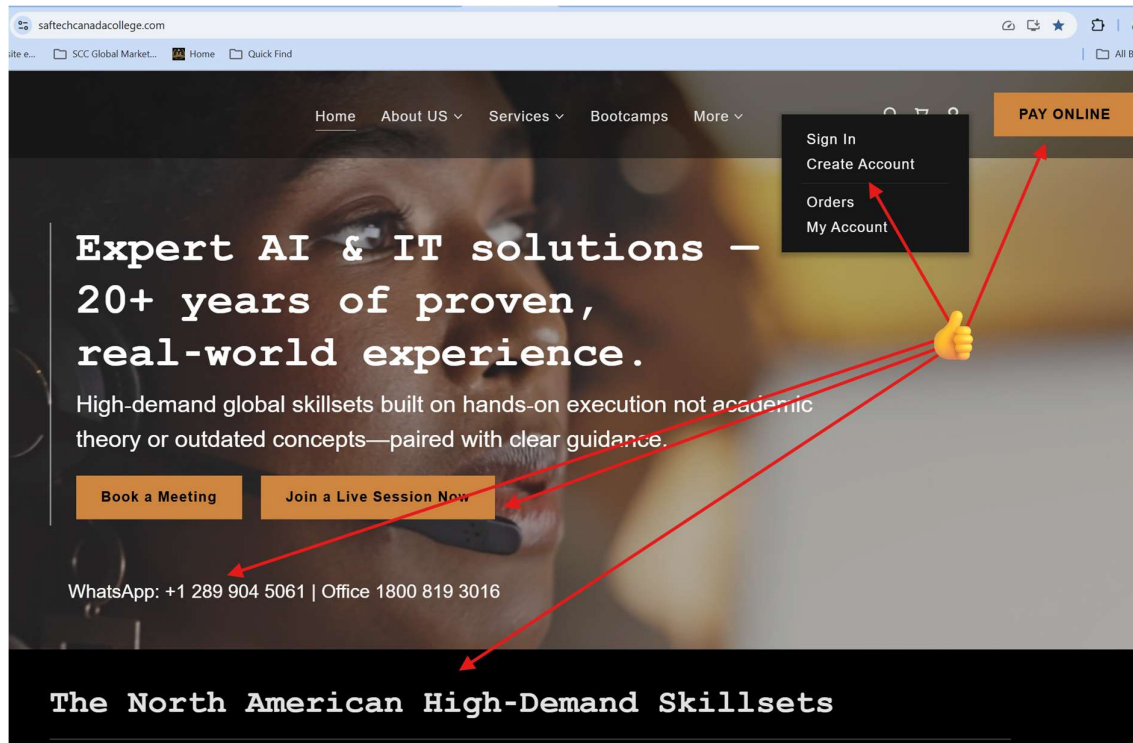 saftechcanadacollege.com
ite e...
SCC Global Market...
Home
Quick Find
All B
Home
About US
Services
Bootcamps
More
PAY ONLINE
Sign In
Create Account
Orders
My Account
Expert AI & IT solutions —
20+ years of proven,
real-world experience.
High-demand global skillsets built on hands-on execution not academic
theory or outdated concepts—paired with clear guidance.
Book a Meeting
Join a Live Session Now
WhatsApp: +1 289 904 5061 | Office 1800 819 3016
The North American High-Demand Skillsets